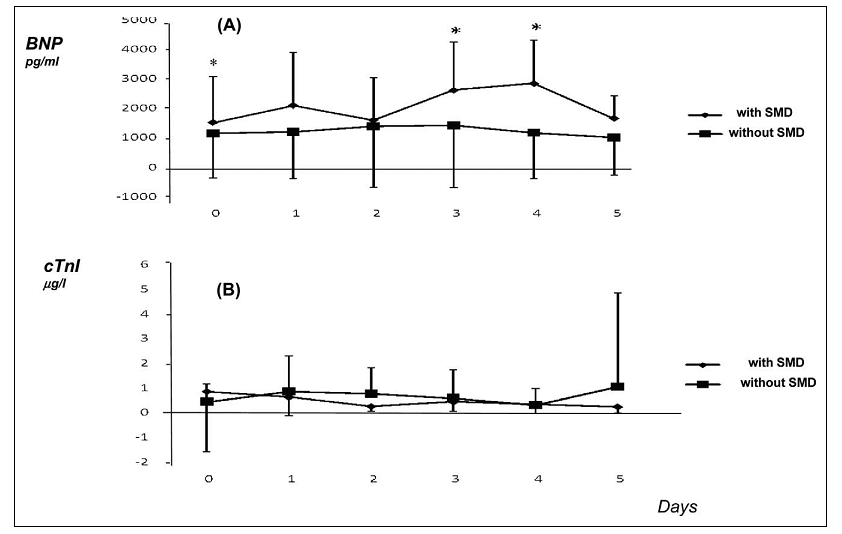 (A)
BNP
pg/ml
5000
4000
3000
2000
1000
0
-1000
*
*
*
with SMD
without SMD
0 1 2 3 4 5
cTnI
µg/l
(B)
6
5
4
3
2
1
0
-1
-2
with SMD
without SMD
0 1 2 3 4 5
Days